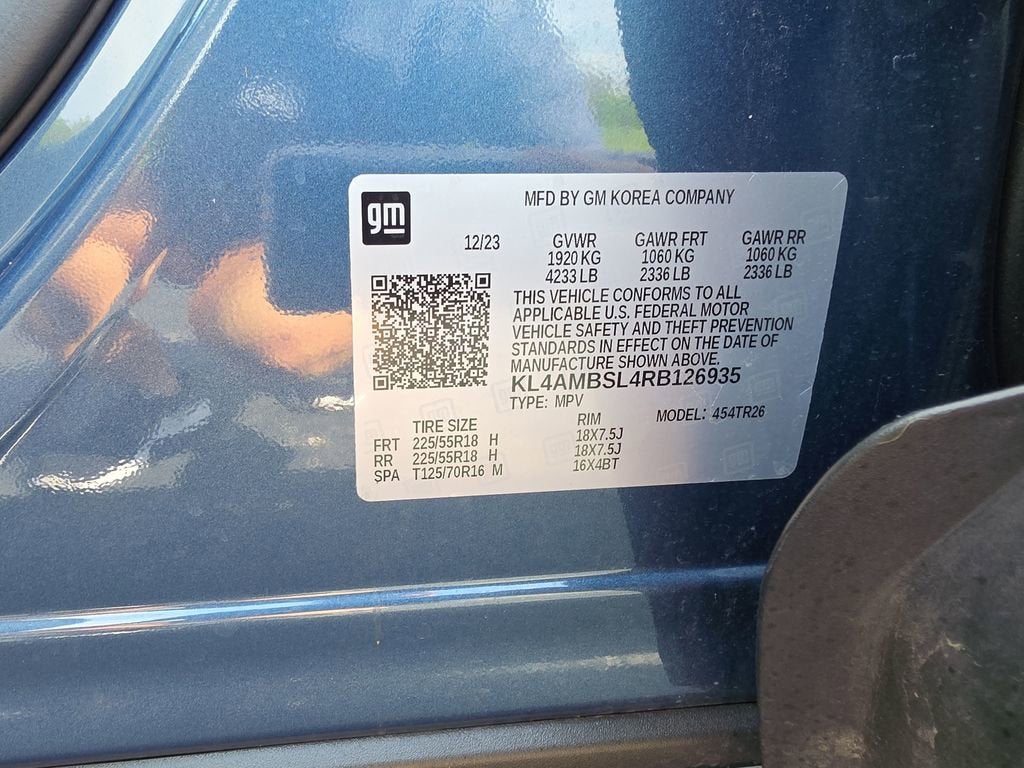 gm
MFD BY GM KOREA COMPANY
12/23 GVWR GAWR FRT GAWR RR
1920 KG 1060 KG 1060 KG
4233 LB 2336 LB 2336 LB
THIS VEHICLE CONFORMS TO ALL
APPLICABLE U.S. FEDERAL MOTOR
VEHICLE SAFETY AND THEFT PREVENTION
STANDARDS IN EFFECT ON THE DATE OF
MANUFACTURE SHOWN ABOVE.
KL4AMBSL4RB126935
TYPE: MPV MODEL: 454TR26
TIRE SIZE RIM
FRT 225/55R18 H 18X7.5J
RR 225/55R18 H 18X7.5J
SPA T125/70R16 M 16X4BT